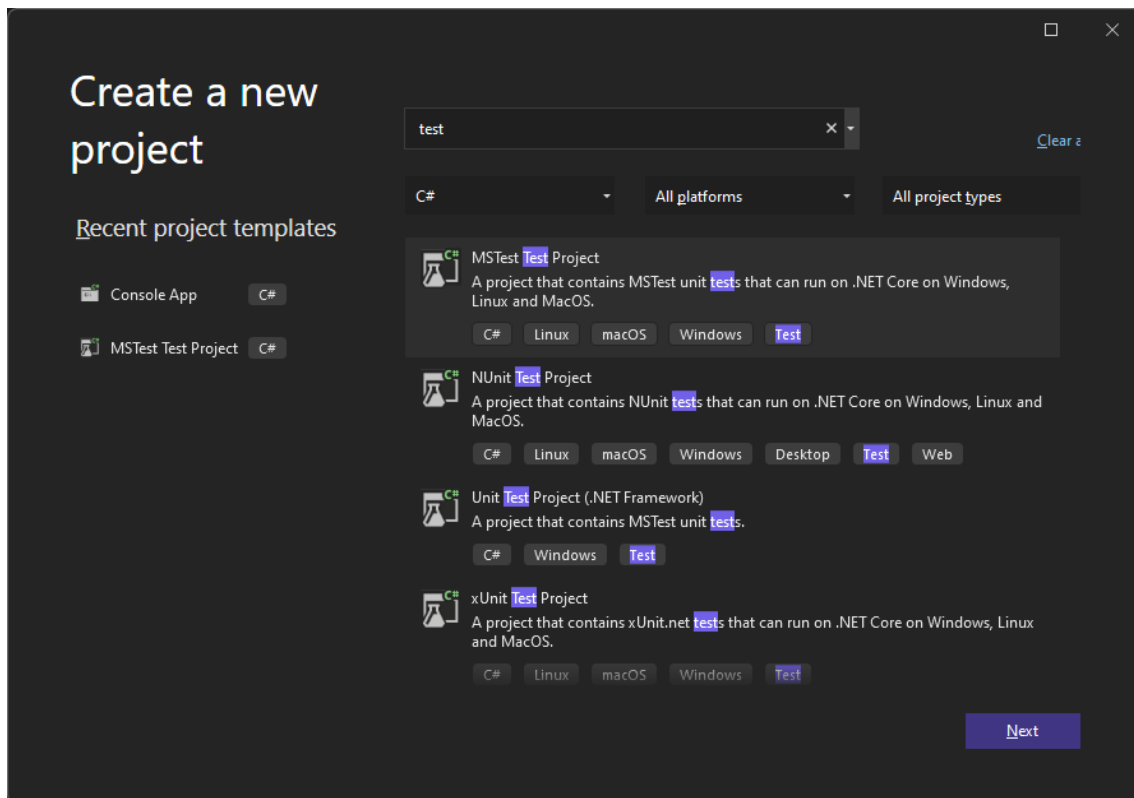 Create a new
project
test
Clear a
C#
All platforms
All project types
Recent project templates
Console App C#
MSTest Test Project C#
MSTest Test Project
A project that contains MSTest unit tests that can run on .NET Core on Windows,
Linux and MacOS.
C# Linux macOS Windows Test
NUnit Test Project
A project that contains NUnit tests that can run on .NET Core on Windows, Linux and
MacOS.
C# Linux macOS Windows Desktop Test Web
Unit Test Project (.NET Framework)
A project that contains MSTest unit tests.
C# Windows Test
xUnit Test Project
A project that contains xUnit.net tests that can run on .NET Core on Windows, Linux
and MacOS.
C# Linux macOS Windows Test
Next